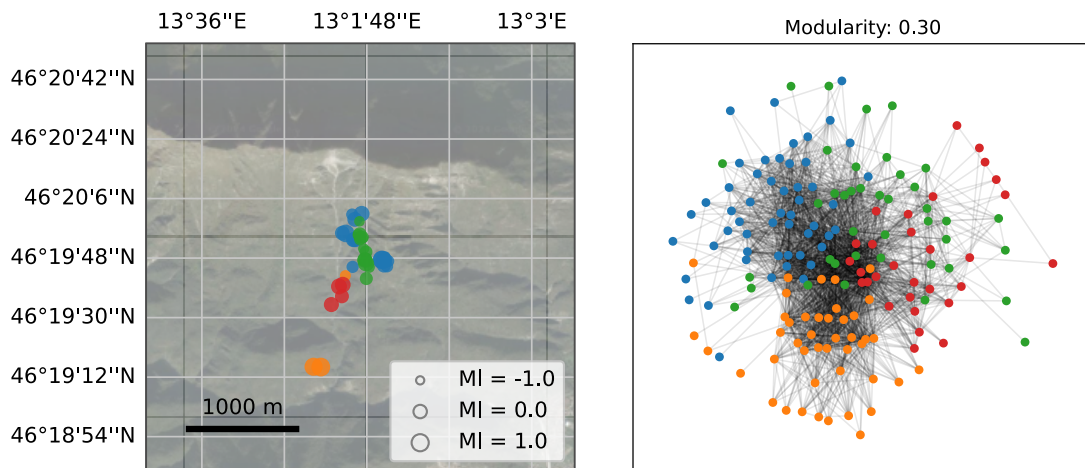 13°36''E 13°1'48''E 13°3'E
Modularity: 0.30
46°20'42''N
46°20'24''N
46°20'6''N
46°19'48''N
46°19'30''N
46°19'12''N
46°18'54''N
1000 m
Ml = -1.0
Ml = 0.0
Ml = 1.0